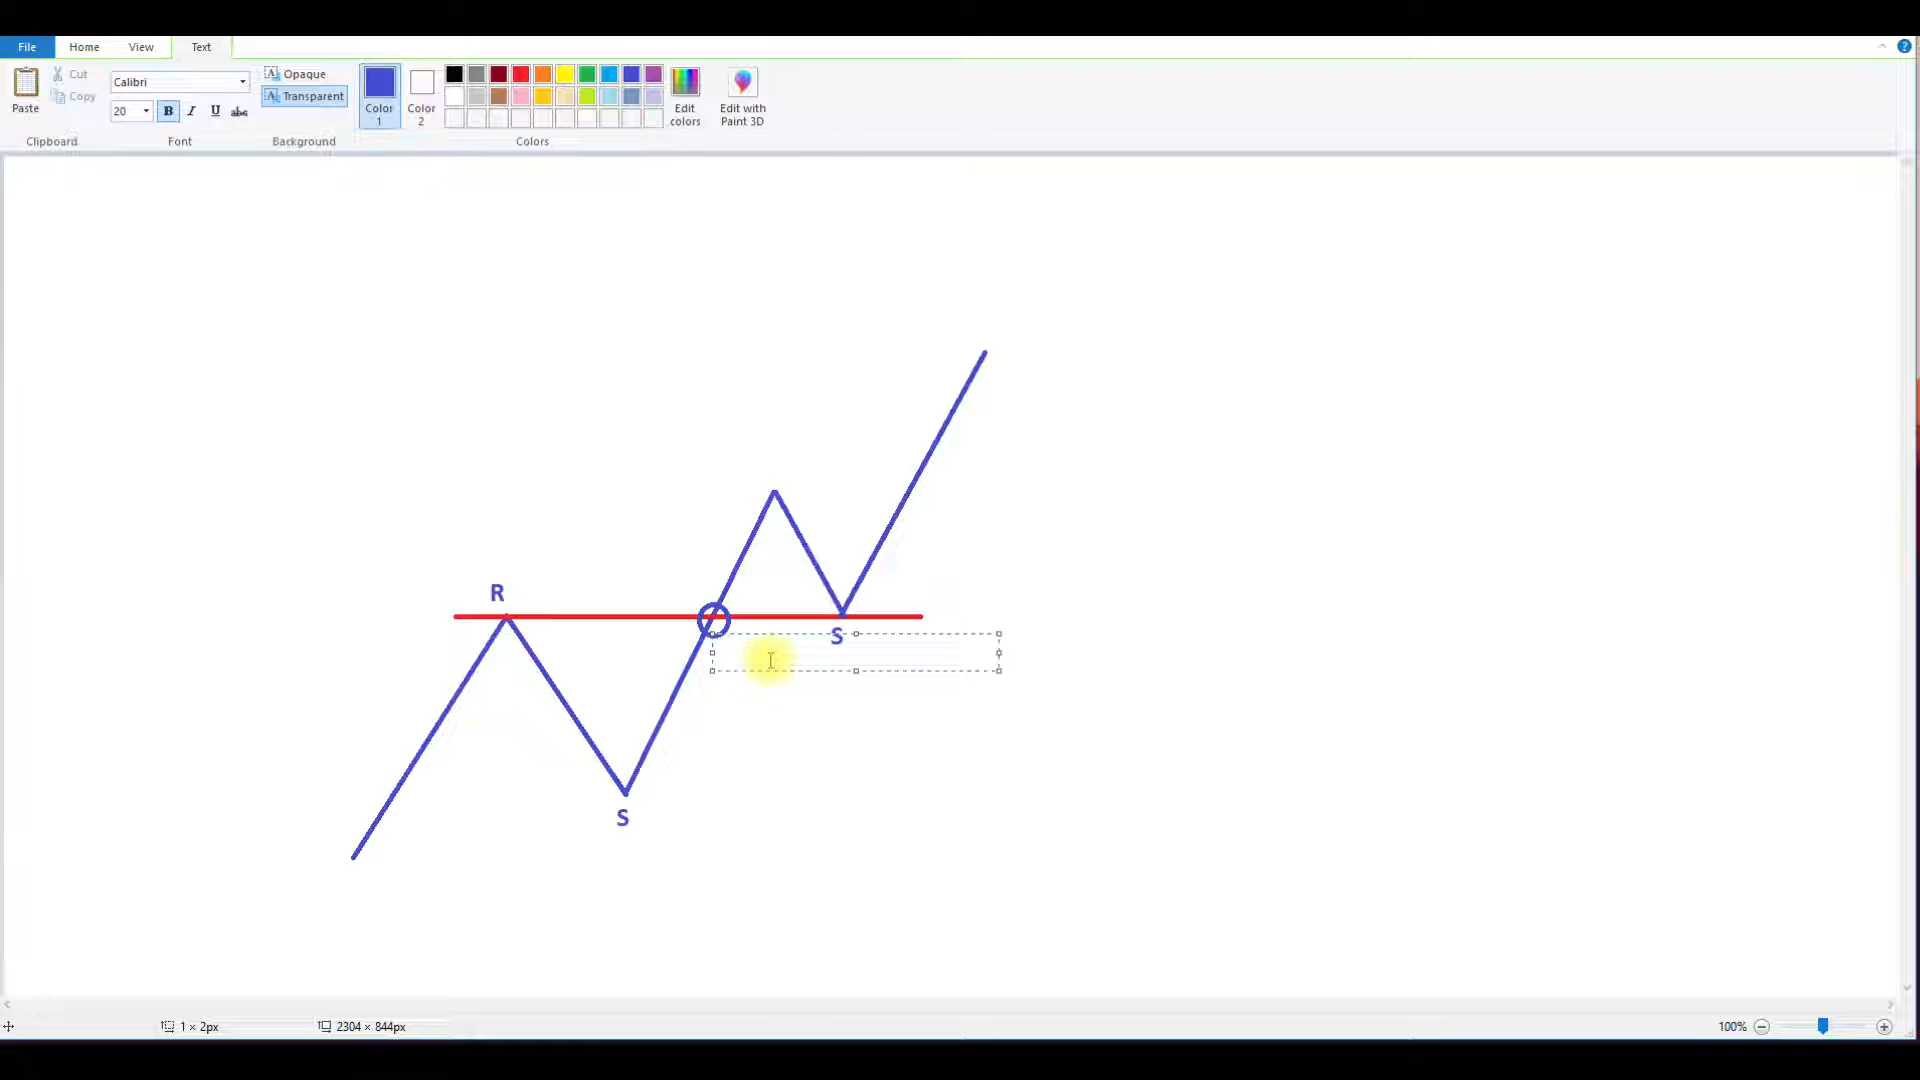 File Home View Text
Paste
Cut
Copy
Clipboard
Calibri
20 B I U abc
Font
Opaque
Transparent
Background
Color 1
Color 2
Edit colors
Edit with Paint 3D
Colors
R
S
S
1 × 2px
2304 × 844px
100%